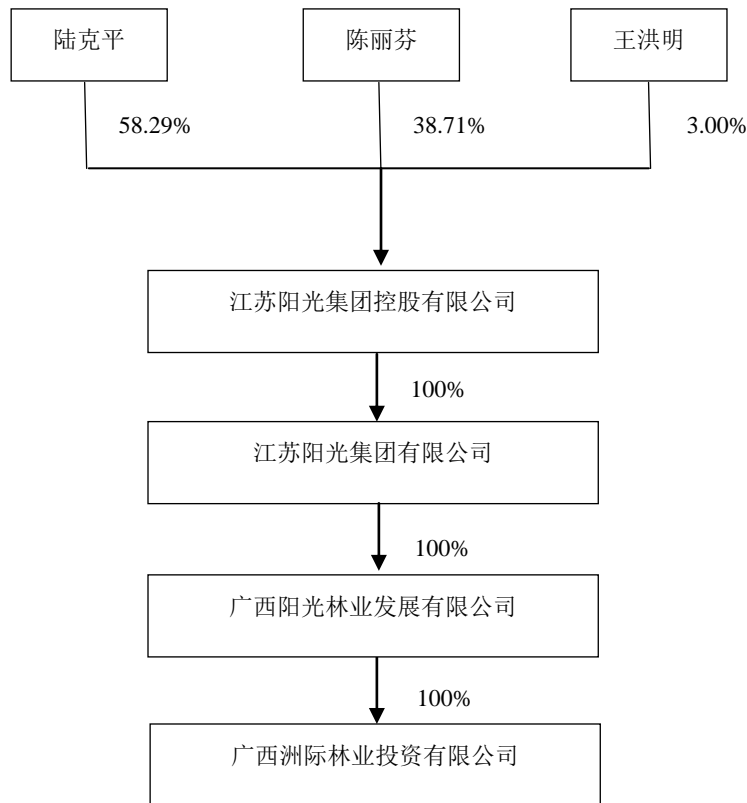 陆克平
陈丽芬
王洪明
58.29%
38.71%
3.00%
江苏阳光集团控股有限公司
100%
江苏阳光集团有限公司
100%
广西阳光林业发展有限公司
100%
广西洲际林业投资有限公司